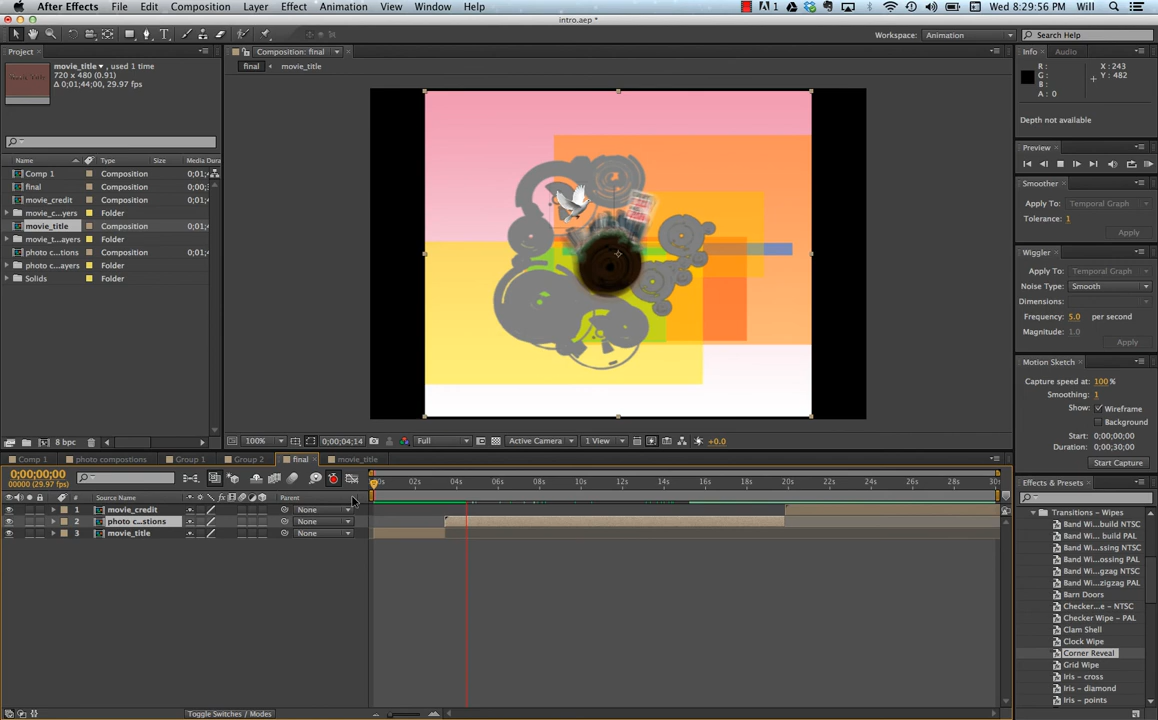 After Effects File Edit Composition Layer Effect Animation View Window Help 1 Wed 8:29:56 AM Will
intro.aep *
Workspace: Animation Search Help
Project
movie_title ▾, used 1 time
720 x 480 (0.91)
Δ 0;01;44;00, 29.97 fps
Name Type Size Media Dura
Comp 1 Composition 0;01;4
final Composition 0;00;3
movie_credit Composition 0;01;4
movie_c...yers Folder
movie_title Composition 0;01;4
movie_t...ayers Folder
photo c...tions Composition 0;01;4
photo c...ayers Folder
Solids Folder
8 bpc
Composition: final
final movie_title
100% 0;00;04;14 Full Active Camera 1 View +0.0
Info Audio
R : X : 243
G : Y : 482
B :
A : 0
Depth not available
Preview
Smoother
Apply To: Temporal Graph
Tolerance: 1
Apply
Wiggler
Apply To: Temporal Graph
Noise Type: Smooth
Dimensions:
Frequency: 5.0 per second
Magnitude: 1.0
Apply
Motion Sketch
Capture speed at: 100 %
Smoothing: 1
Show: Wireframe
Background
Start: 0;00;00;00
Duration: 0;00;30;00
Start Capture
Effects & Presets
Transitions – Wipes
Band Wi...build NTSC
Band Wi... build PAL
Band Wi...ssing NTSC
Band Wi...ossing PAL
Band Wi...gzag NTSC
Band Wi...zigzag PAL
Barn Doors
Checker...e – NTSC
Checker Wipe – PAL
Clam Shell
Clock Wipe
Corner Reveal
Grid Wipe
Iris – cross
Iris – diamond
Iris – points
Comp 1 photo compostions Group 1 Group 2 final movie_title
0;00;00;00
00000 (29.97 fps)
02s 04s 06s 08s 10s 12s 14s 16s 18s 20s 22s 24s 26s 28s 30s
# Source Name Parent
1 movie_credit None
2 photo c...stions None
3 movie_title None
Toggle Switches / Modes